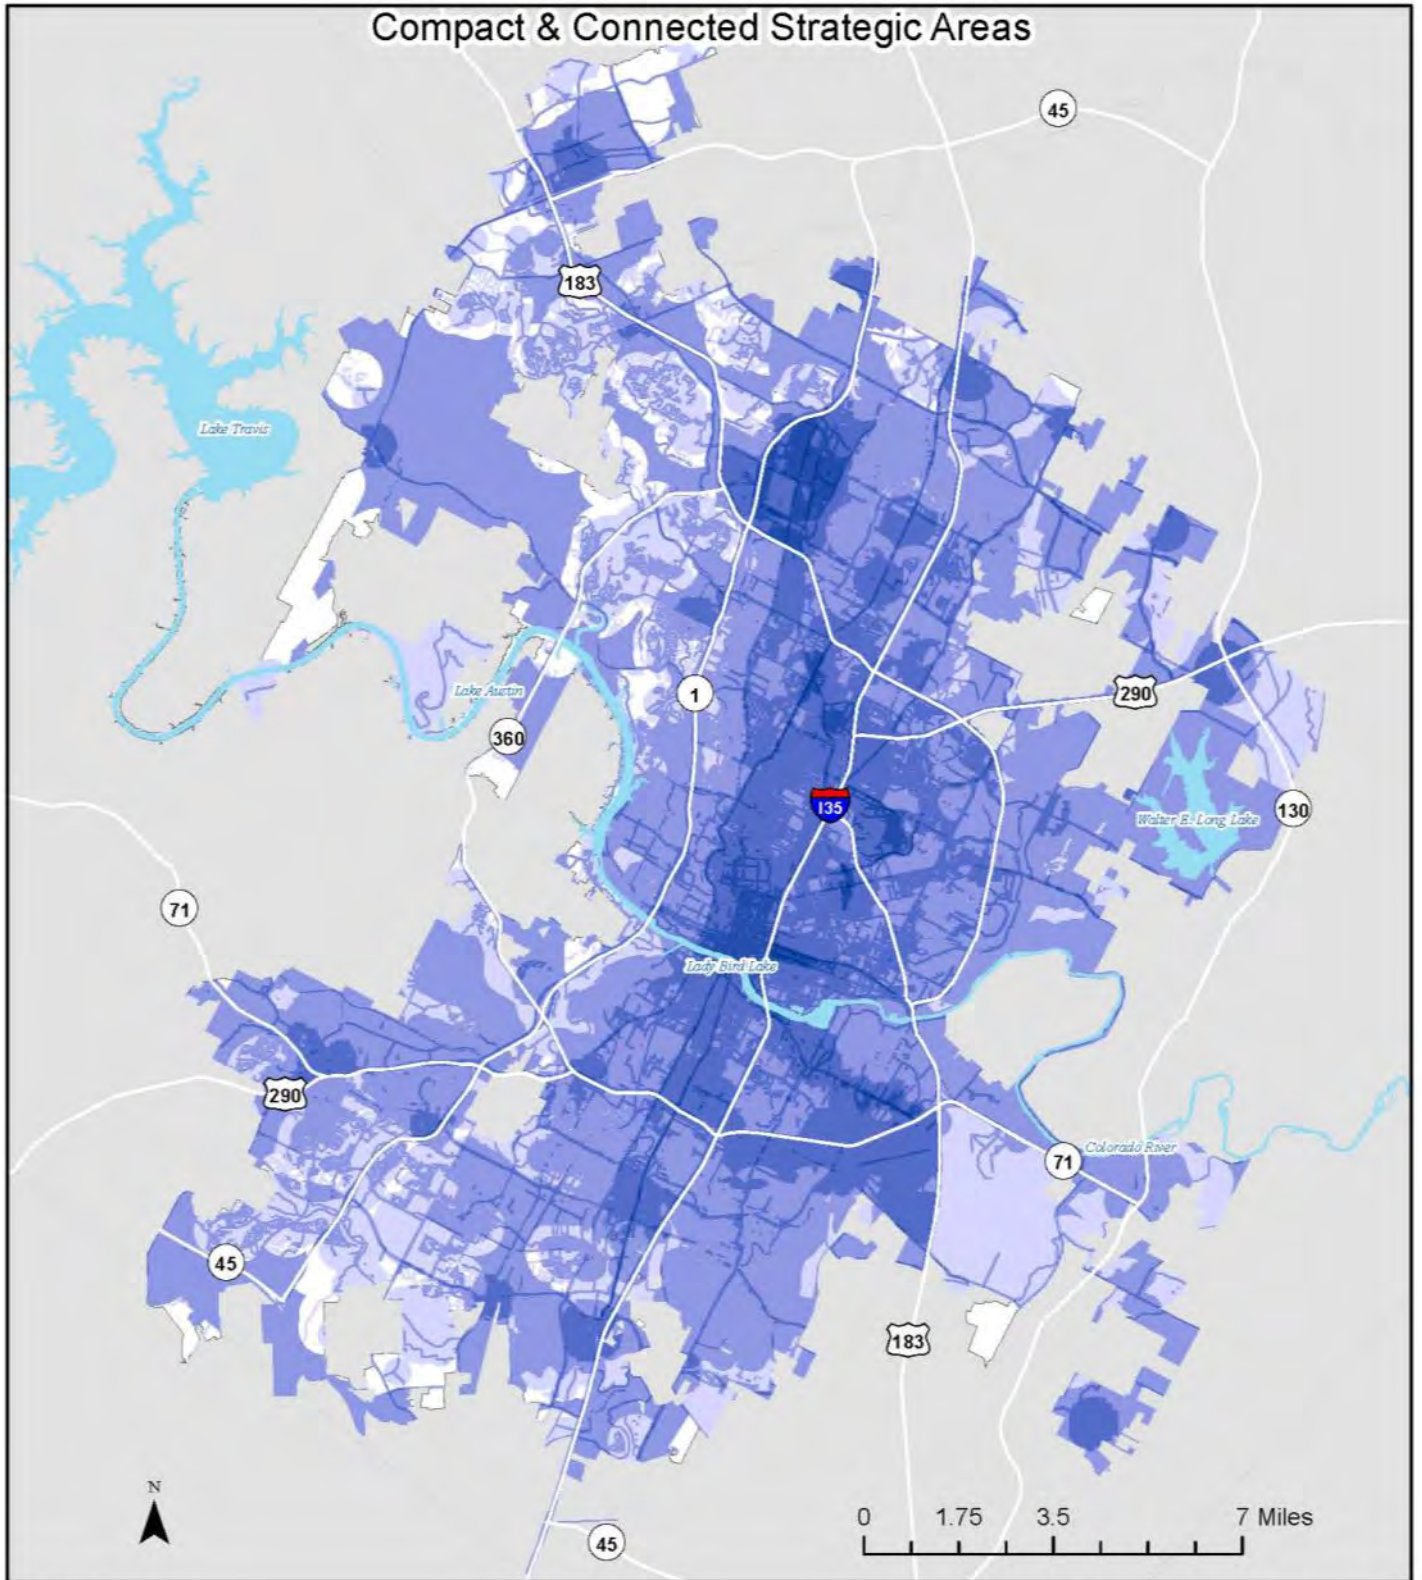 Compact & Connected Strategic Areas
45
183
Lake Travis
290
1
Lake Austin
360
I35
130
Walter E. Long Lake
71
Lady Bird Lake
290
Colorado River
71
45
183
N
0 1.75 3.5 7 Miles
45